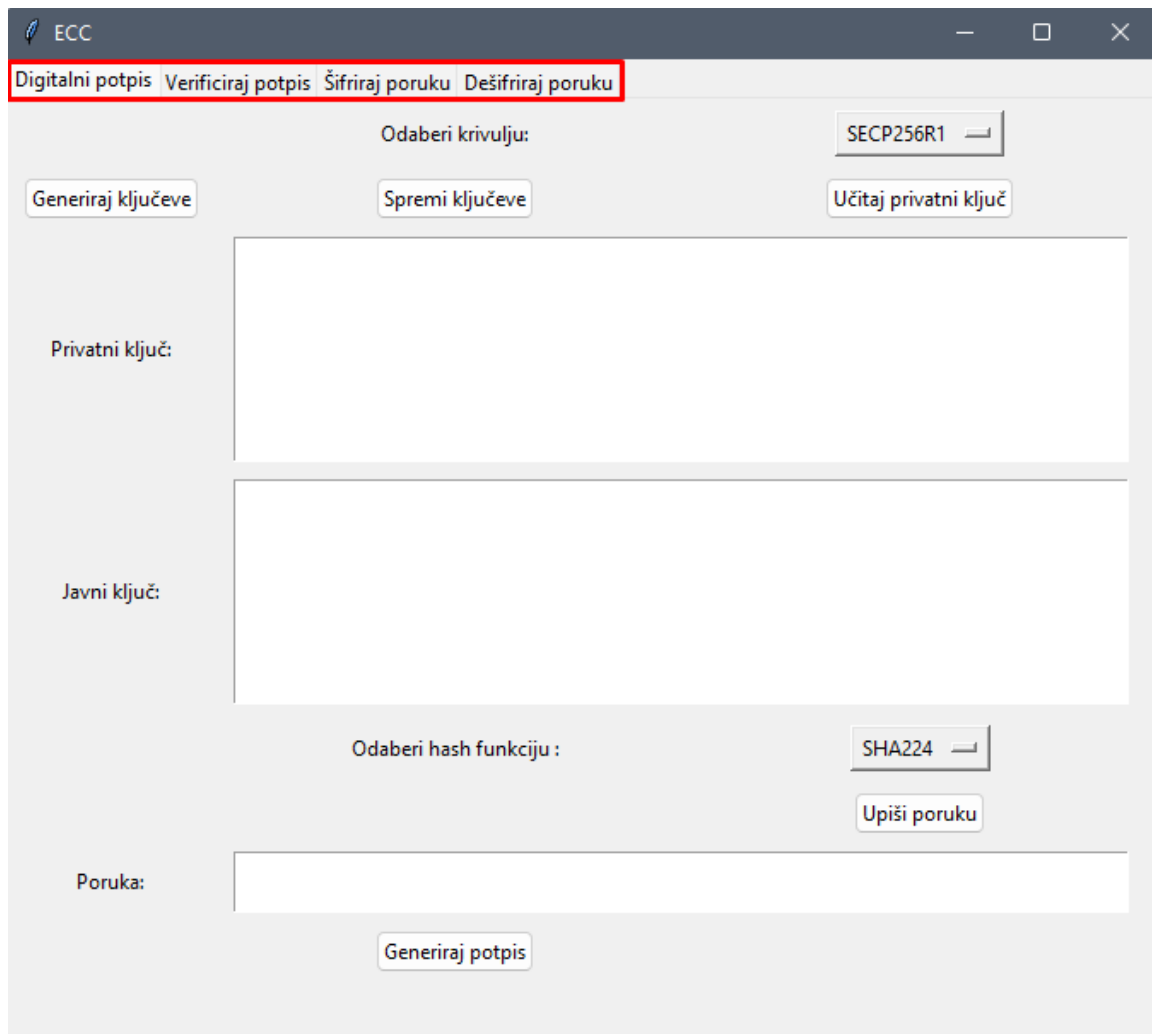 ECC
Digitalni potpis Verificiraj potpis Šifriraj poruku Dešifriraj poruku
Odaberi krivulju: SECP256R1
Generiraj ključeve Spremi ključeve Učitaj privatni ključ
Privatni ključ:
Javni ključ:
Odaberi hash funkciju : SHA224
Upiši poruku
Poruka:
Generiraj potpis